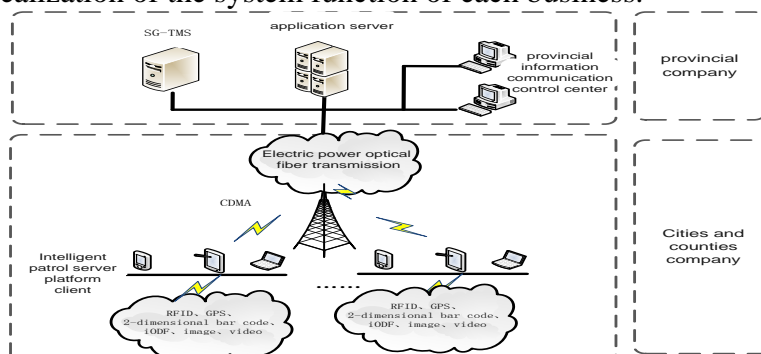 ealization of the system function of each business.
SG-TMS
application server
provincial
information
communication
control center
provincial
company
Electric power optical
fiber transmission
CDMA
Intelligent
patrol server
platform
client
Cities and
counties
company
......
RFID、GPS、
2-dimensional bar code、
iODF、image、video
RFID、GPS、
2-dimensional bar code、
iODF、image、video